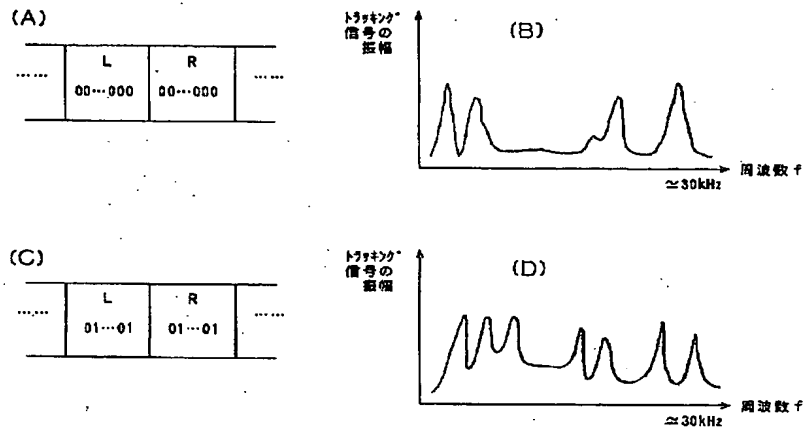 (A)
L R
…… 00…000 00…000 ……
(B)
トラッキング
信号の
振幅
周波数 f
≃30kHz
(C)
L R
…… 01…01 01…01 ……
(D)
トラッキング
信号の
振幅
周波数 f
≃30kHz